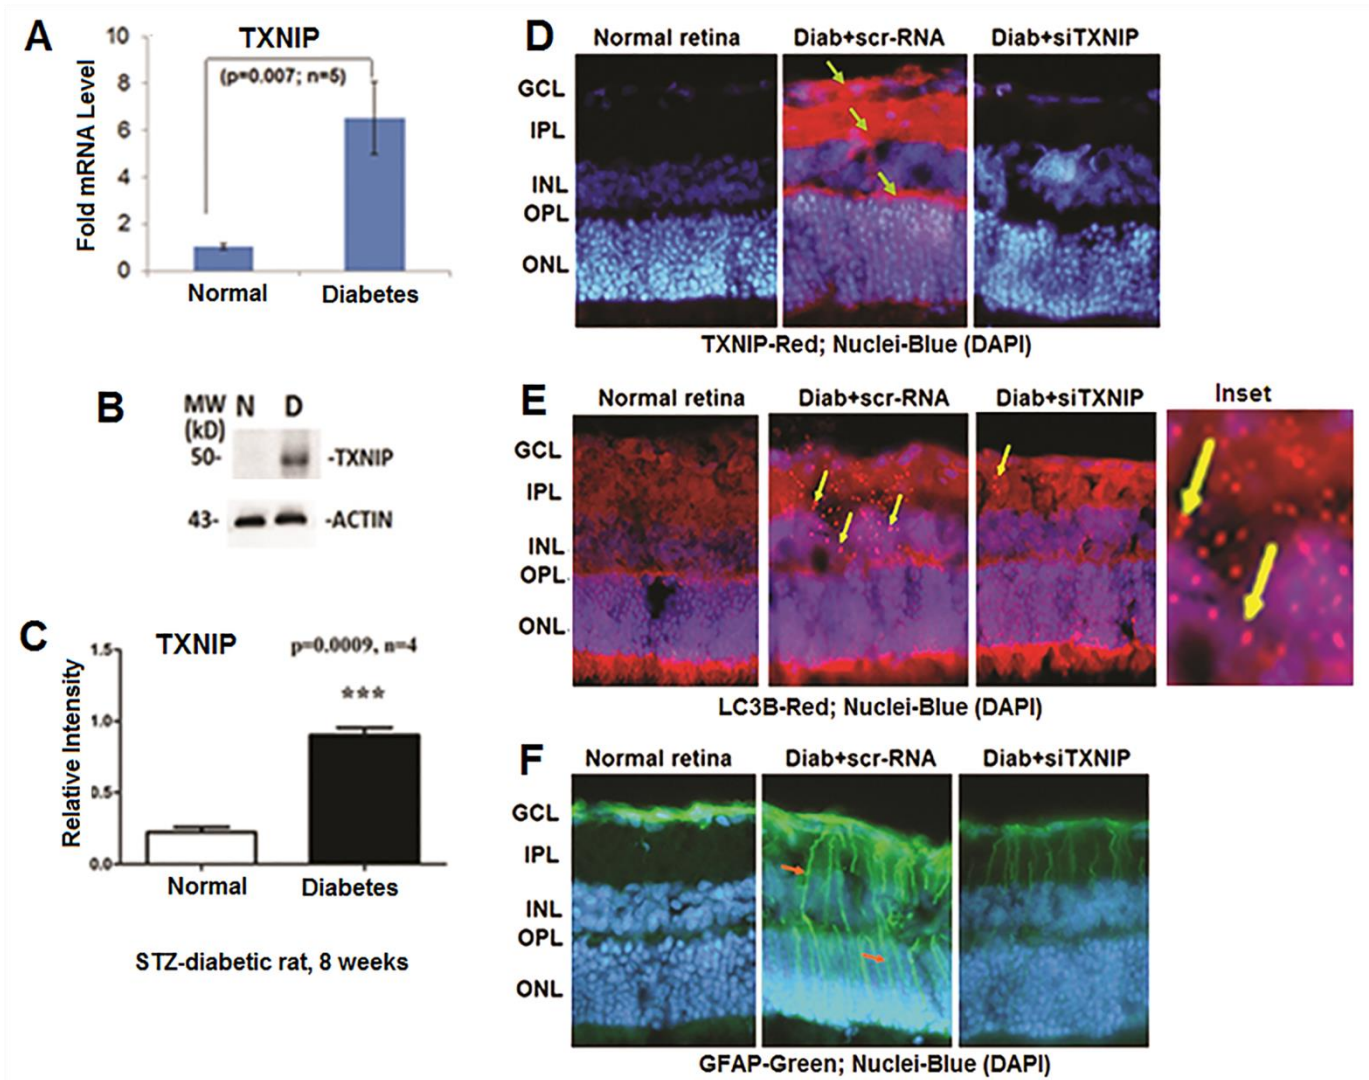 A
TXNIP
(p=0.007; n=5)
10
8
6
4
2
0
Fold mRNA Level
Normal Diabetes
B
MW N D
(kD)
50- -TXNIP
43- -ACTIN
C
TXNIP
p=0.0009, n=4
***
1.5
1.0
0.5
0.0
Relative Intensity
Normal Diabetes
STZ-diabetic rat, 8 weeks
D
Normal retina Diab+scr-RNA Diab+siTXNIP
GCL
IPL
INL
OPL
ONL
TXNIP-Red; Nuclei-Blue (DAPI)
E
Normal retina Diab+scr-RNA Diab+siTXNIP Inset
GCL
IPL
INL
OPL
ONL
LC3B-Red; Nuclei-Blue (DAPI)
F
Normal retina Diab+scr-RNA Diab+siTXNIP
GCL
IPL
INL
OPL
ONL
GFAP-Green; Nuclei-Blue (DAPI)